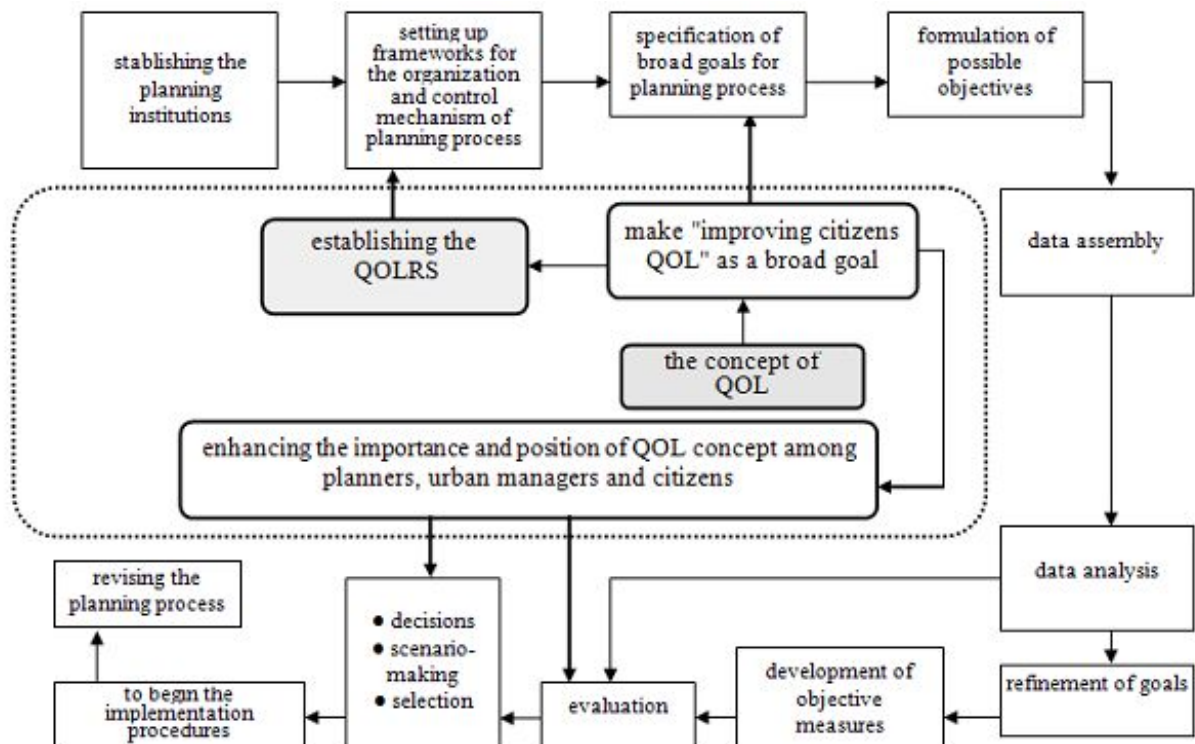 stablishing the
planning
institutions
setting up
frameworks for
the organization
and control
mechanism of
planning process
specification of
broad goals for
planning process
formulation of
possible
objectives
establishing the
QOLRS
make "improving citizens
QOL" as a broad goal
data assembly
the concept of
QOL
enhancing the importance and position of QOL concept among
planners, urban managers and citizens
revising the
planning process
● decisions
● scenario-
making
● selection
data analysis
to begin the
implementation
procedures
evaluation
development of
objective
measures
refinement of goals